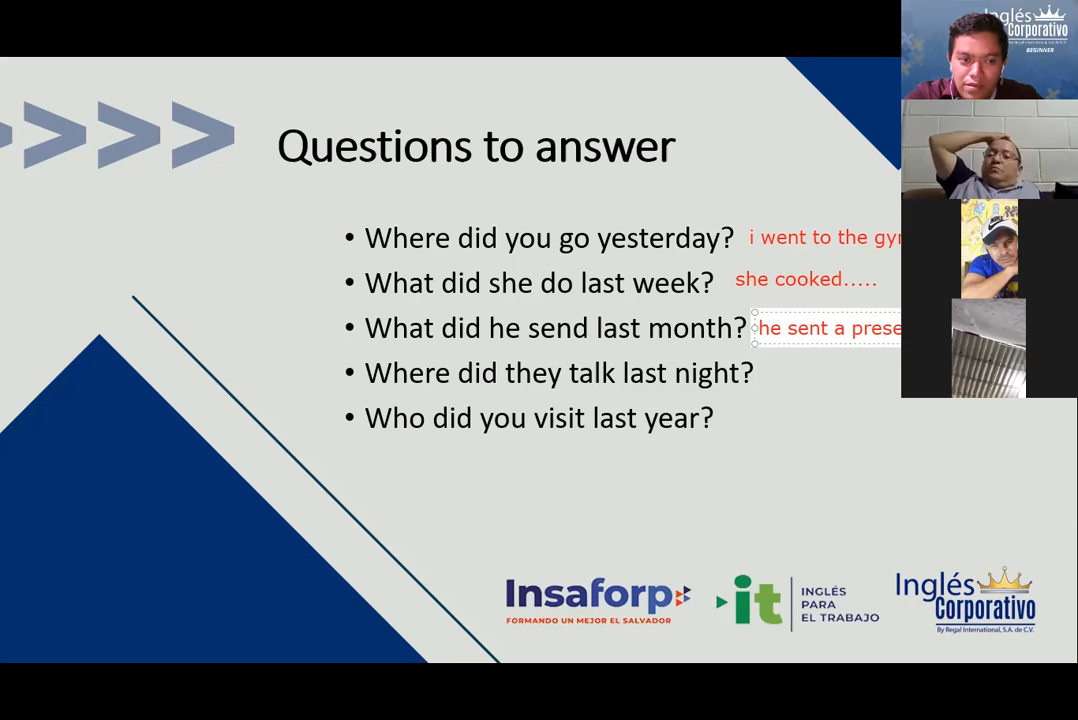 Questions to answer
• Where did you go yesterday? i went to the
• What did she do last week? she cooked.....
• What did he send last month? he sent a
• Where did they talk last night?
• Who did you visit last year?
Inglés
Corporativo
BEGINNER
Insaforp
FORMANDO UN MEJOR EL SALVADOR
it
INGLÉS
PARA
EL TRABAJO
Inglés
Corporativo
By Regal International, S.A. de C.V.